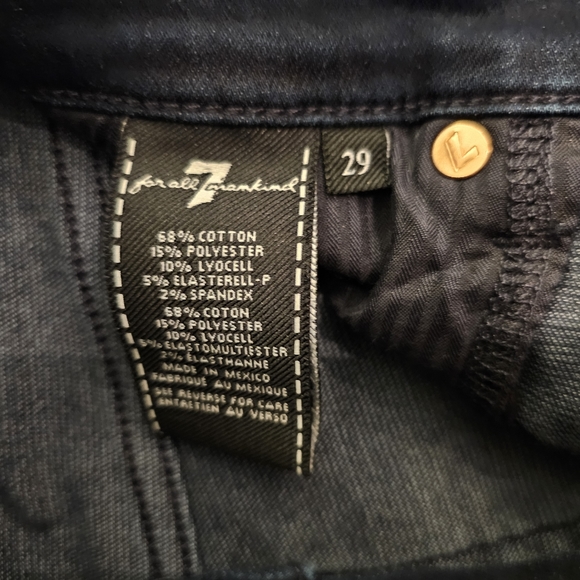 for all 7 mankind
29
68% COTTON
15% POLYESTER
10% LYOCELL
5% ELASTERELL-P
2% SPANDEX
68% COTON
15% POLYESTER
10% LYOCELL
5% ELASTOMULTIESTER
2% ELASTHANNE
MADE IN MEXICO
FABRIQUÉ AU MEXIQUE
SEE REVERSE FOR CARE
ENTRETIEN AU VERSO